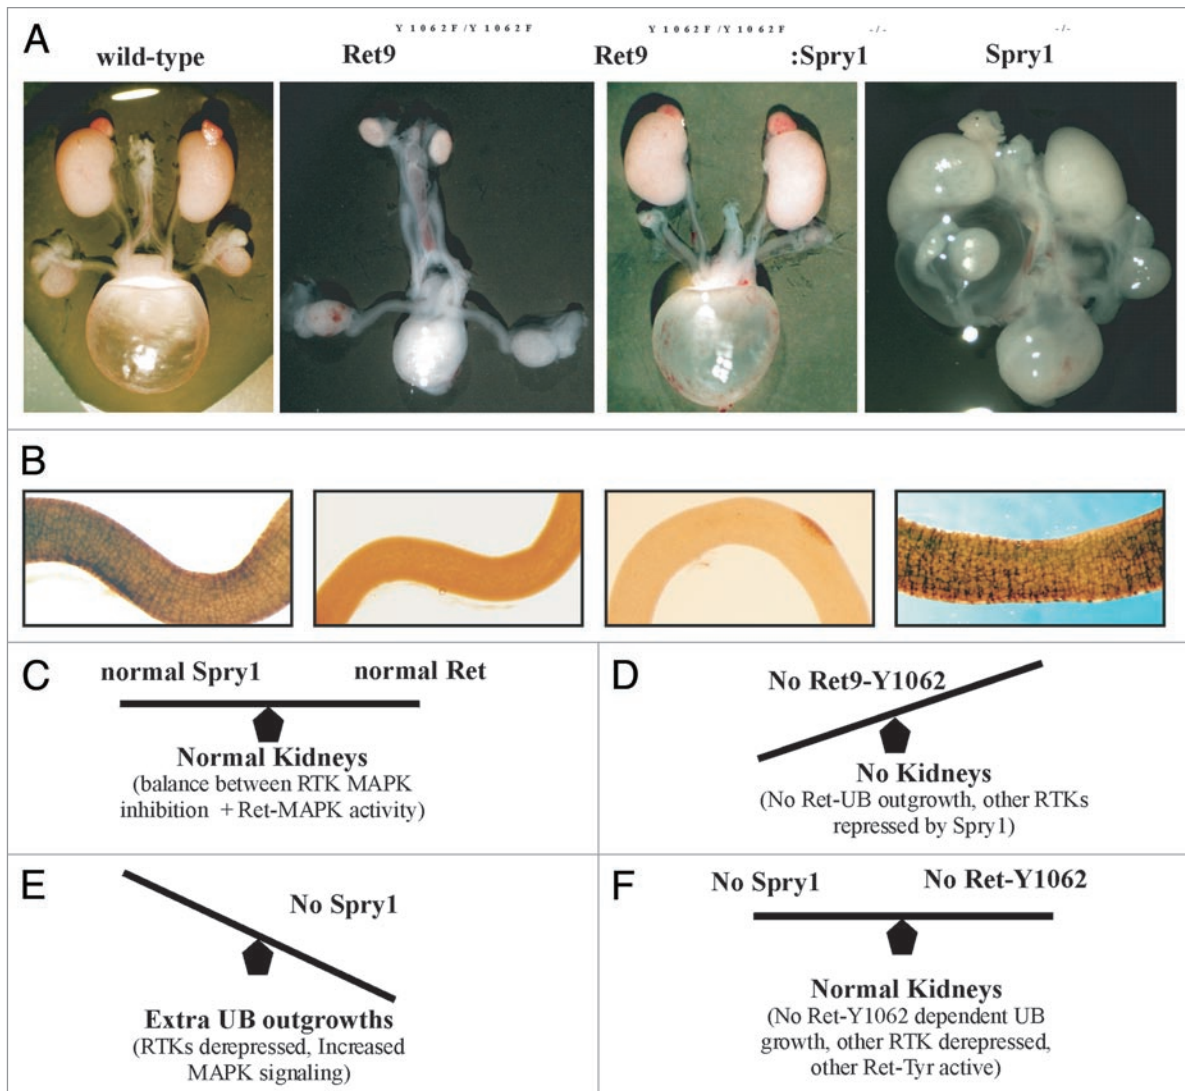 A
Y1062F/Y1062F
Y1062F/Y1062F -/-
-/-
wild-type Ret9 Ret9 :Spry1 Spry1
B
C
normal Spry1 normal Ret
Normal Kidneys
(balance between RTK MAPK
inhibition + Ret-MAPK activity)
D
No Ret9-Y1062
No Kidneys
(No Ret-UB outgrowth, other RTKs
repressed by Spry1)
E
No Spry1
Extra UB outgrowths
(RTKs derepressed, Increased
MAPK signaling)
F
No Spry1 No Ret-Y1062
Normal Kidneys
(No Ret-Y1062 dependent UB
growth, other RTK derepressed,
other Ret-Tyr active)